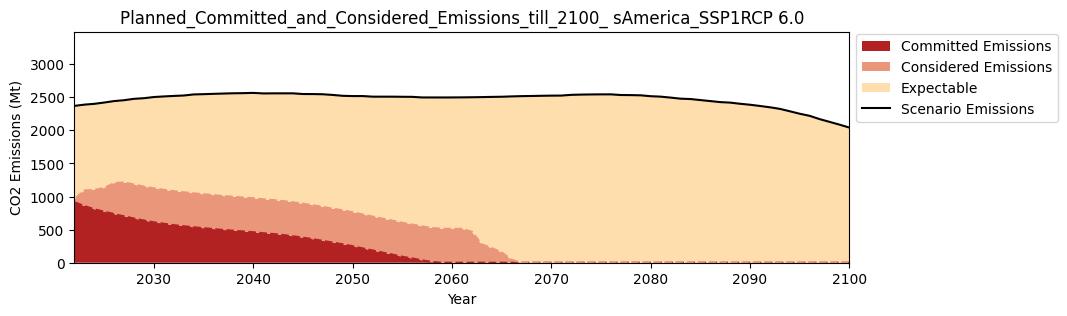 Planned_Committed_and_Considered_Emissions_till_2100_ sAmerica_SSP1RCP 6.0
CO2 Emissions (Mt)
3000
2500
2000
1500
1000
500
0
2030 2040 2050 2060 2070 2080 2090 2100
Year
Committed Emissions
Considered Emissions
Expectable
Scenario Emissions